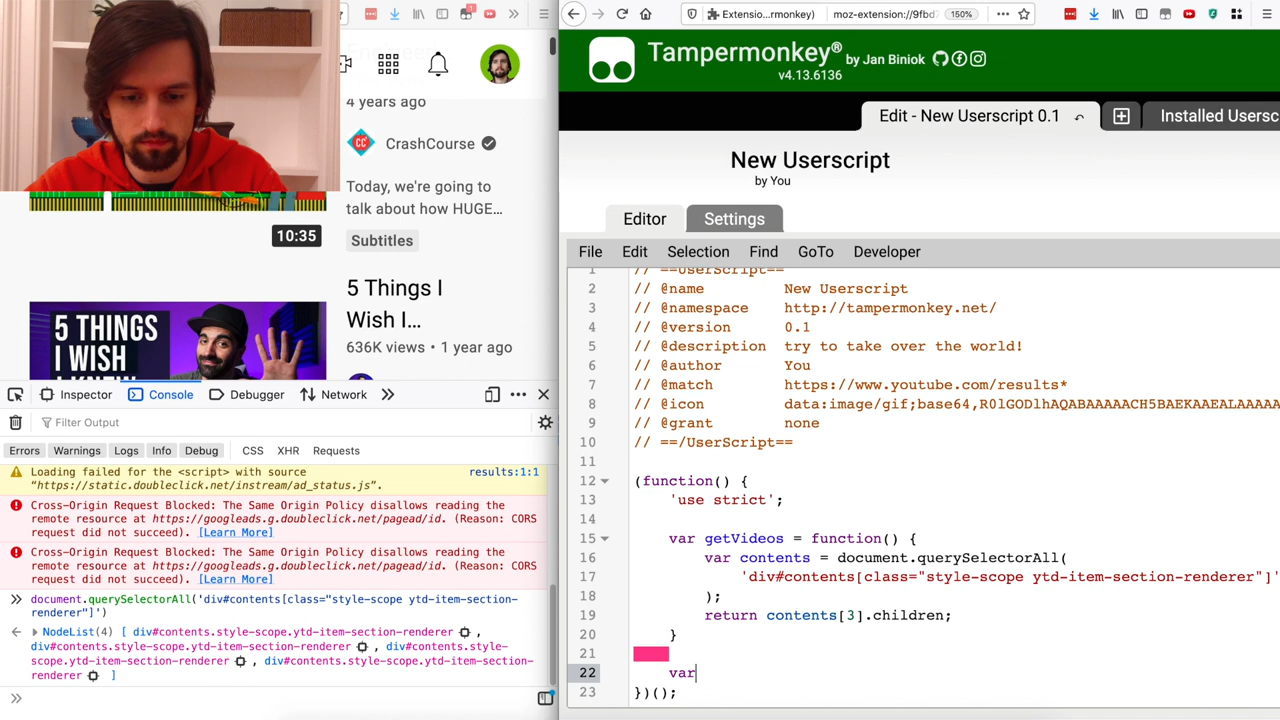 4 years ago
CrashCourse
Today, we're going to
talk about how HUGE...
Subtitles
10:35
5 Things I
Wish I...
636K views • 1 year ago
5 THINGS
I WISH
Inspector Console Debugger Network
Filter Output
Errors Warnings Logs Info Debug CSS XHR Requests
Loading failed for the <script> with source results:1:1
“https://static.doubleclick.net/instream/ad_status.js”.
Cross-Origin Request Blocked: The Same Origin Policy disallows reading the
remote resource at https://googleads.g.doubleclick.net/pagead/id. (Reason: CORS
request did not succeed). [Learn More]
Cross-Origin Request Blocked: The Same Origin Policy disallows reading the
remote resource at https://googleads.g.doubleclick.net/pagead/id. (Reason: CORS
request did not succeed). [Learn More]
document.querySelectorAll('div#contents[class="style-scope ytd-item-section-
renderer"]')
NodeList(4) [ div#contents.style-scope.ytd-item-section-renderer ,
div#contents.style-scope.ytd-item-section-renderer , div#contents.style-
scope.ytd-item-section-renderer , div#contents.style-scope.ytd-item-section-
renderer ]
Extensio...rmonkey) moz-extension://9fbd 150%
Tampermonkey® by Jan Biniok
v4.13.6136
Edit - New Userscript 0.1 Installed Usersc
New Userscript
by You
Editor Settings
File Edit Selection Find GoTo Developer
1 // ==UserScript==
2 // @name New Userscript
3 // @namespace http://tampermonkey.net/
4 // @version 0.1
5 // @description try to take over the world!
6 // @author You
7 // @match https://www.youtube.com/results*
8 // @icon data:image/gif;base64,R0lGODlhAQABAAAAACH5BAEKAAEALAAAAA
9 // @grant none
10 // ==/UserScript==
11
12 (function() {
13 'use strict';
14
15 var getVideos = function() {
16 var contents = document.querySelectorAll(
17 'div#contents[class="style-scope ytd-item-section-renderer"]'
18 );
19 return contents[3].children;
20 }
21
22 var
23 })();